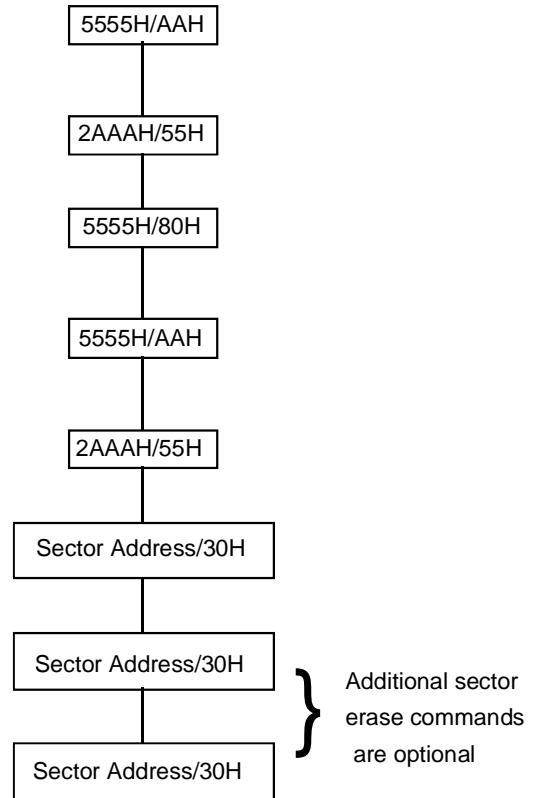 5555H/AAH
2AAAH/55H
5555H/80H
5555H/AAH
2AAAH/55H
Sector Address/30H
Sector Address/30H
Sector Address/30H
}
Additional sector
erase commands
are optional